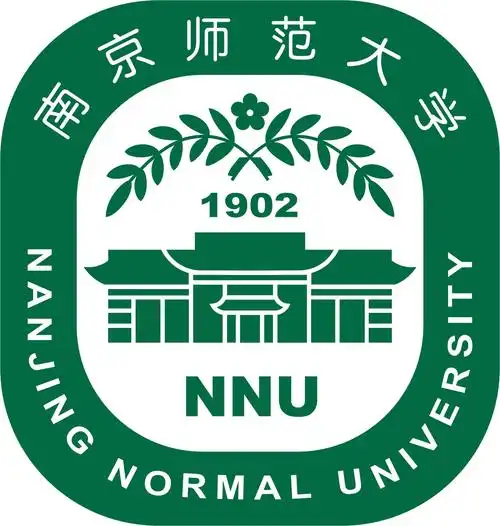 南京师范大学
1902
NNU
NANJING NORMAL UNIVERSITY